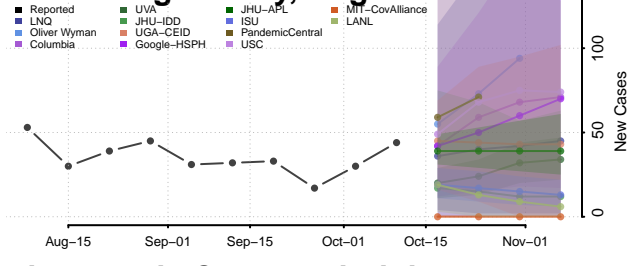 Reported UVA JHU−APL MIT−CovAlliance
LNQ JHU−IDD ISU LANL
Oliver Wyman UGA−CEID PandemicCentral
Columbia Google−HSPH USC
100
50
0
New Cases
Aug−15 Sep−01 Sep−15 Oct−01 Oct−15 Nov−01